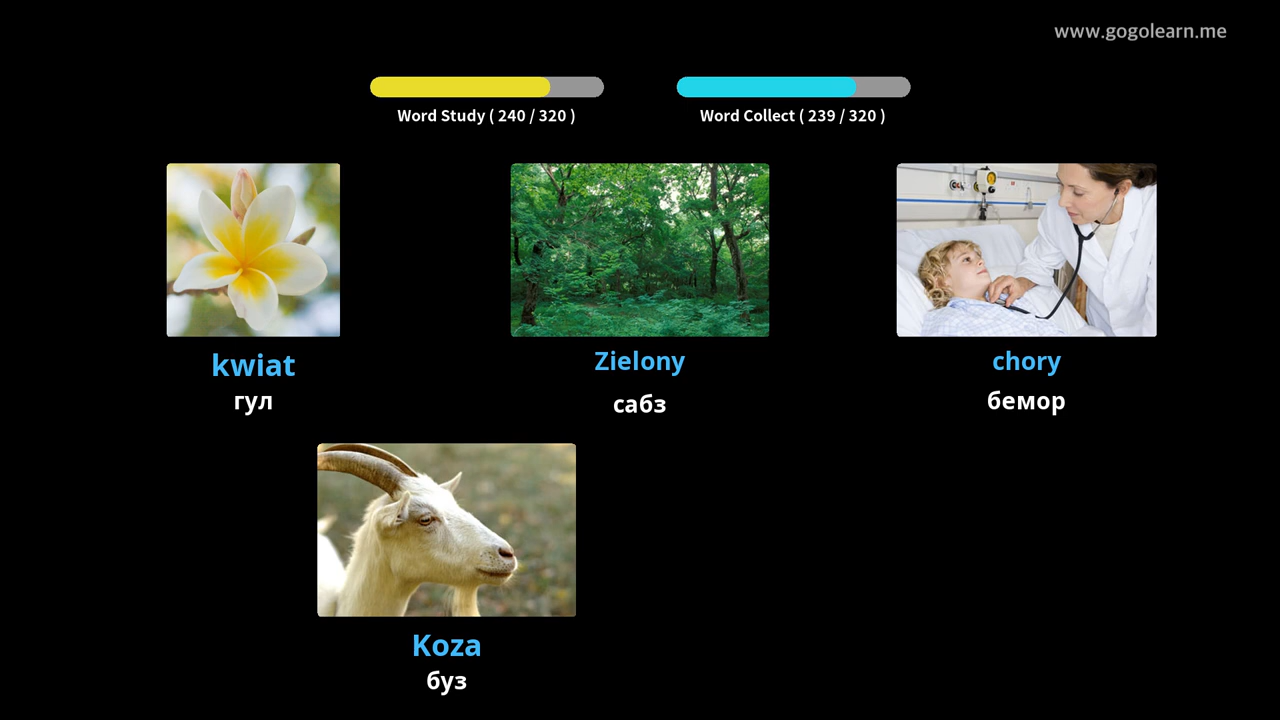 www.gogolearn.me
Word Study ( 240 / 320 )
Word Collect ( 239 / 320 )
kwiat
гул
Zielony
сабз
chory
бемор
Koza
буз